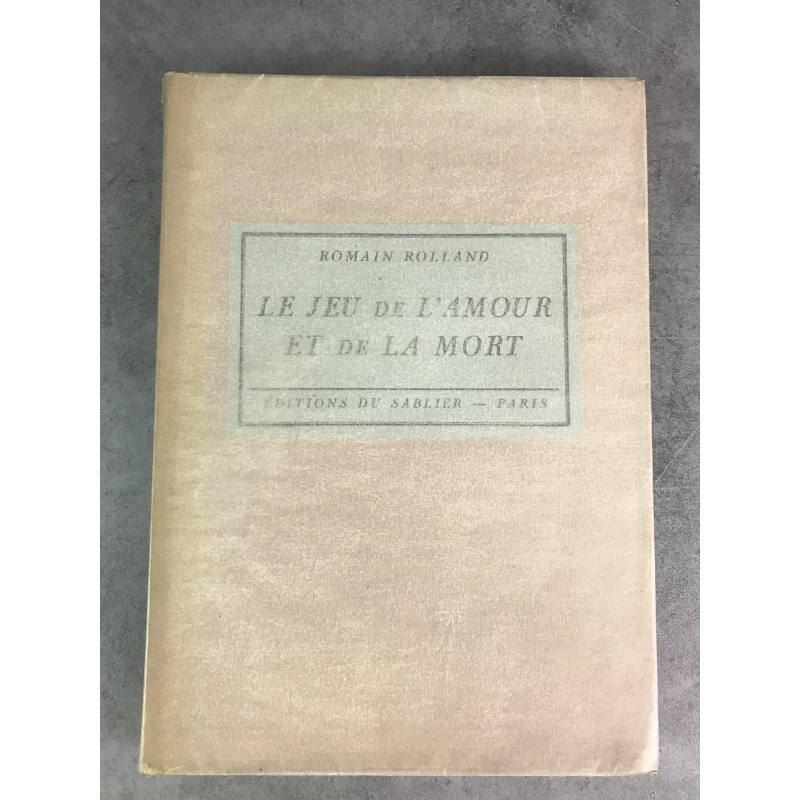 ROMAIN ROLLAND
LE JEU DE L'AMOUR
ET DE LA MORT
ÉDITIONS DU SABLIER — PARIS